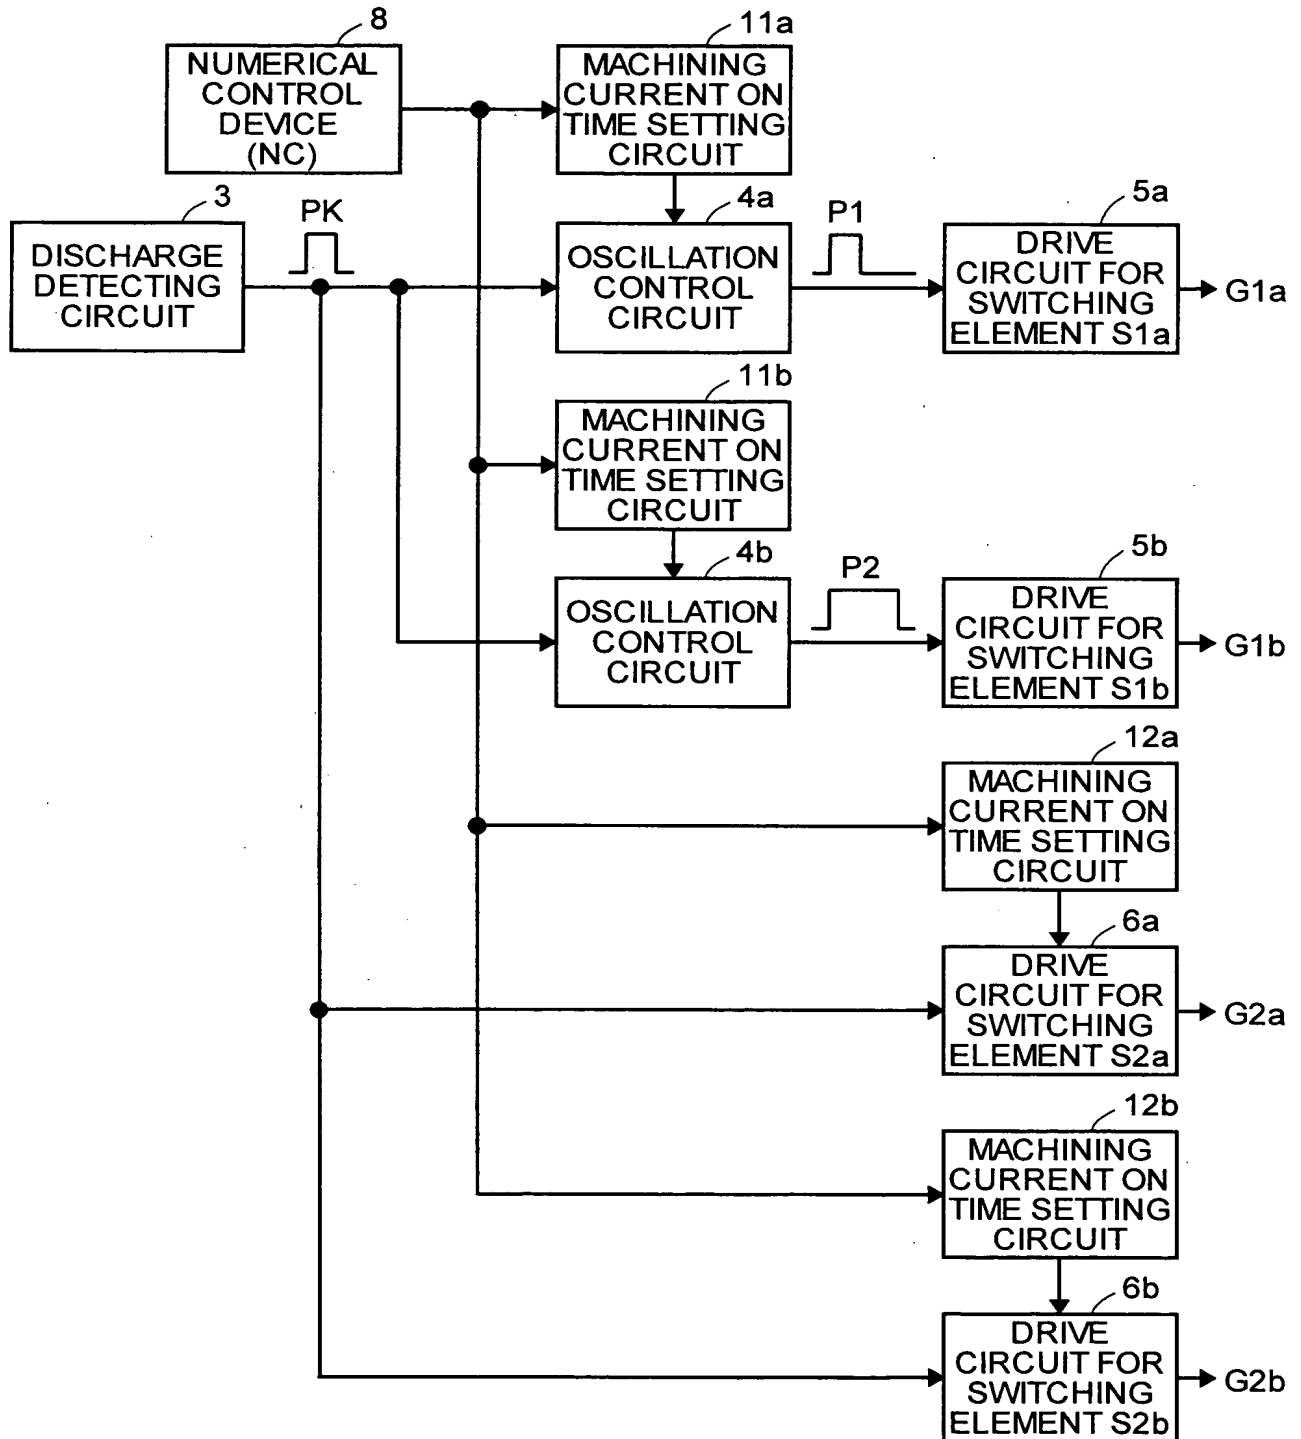 8
NUMERICAL
CONTROL
DEVICE
(NC)
11a
MACHINING
CURRENT ON
TIME SETTING
CIRCUIT
3
DISCHARGE
DETECTING
CIRCUIT
PK
4a
OSCILLATION
CONTROL
CIRCUIT
P1
5a
DRIVE
CIRCUIT FOR
SWITCHING
ELEMENT S1a
G1a
11b
MACHINING
CURRENT ON
TIME SETTING
CIRCUIT
4b
OSCILLATION
CONTROL
CIRCUIT
P2
5b
DRIVE
CIRCUIT FOR
SWITCHING
ELEMENT S1b
G1b
12a
MACHINING
CURRENT ON
TIME SETTING
CIRCUIT
6a
DRIVE
CIRCUIT FOR
SWITCHING
ELEMENT S2a
G2a
12b
MACHINING
CURRENT ON
TIME SETTING
CIRCUIT
6b
DRIVE
CIRCUIT FOR
SWITCHING
ELEMENT S2b
G2b